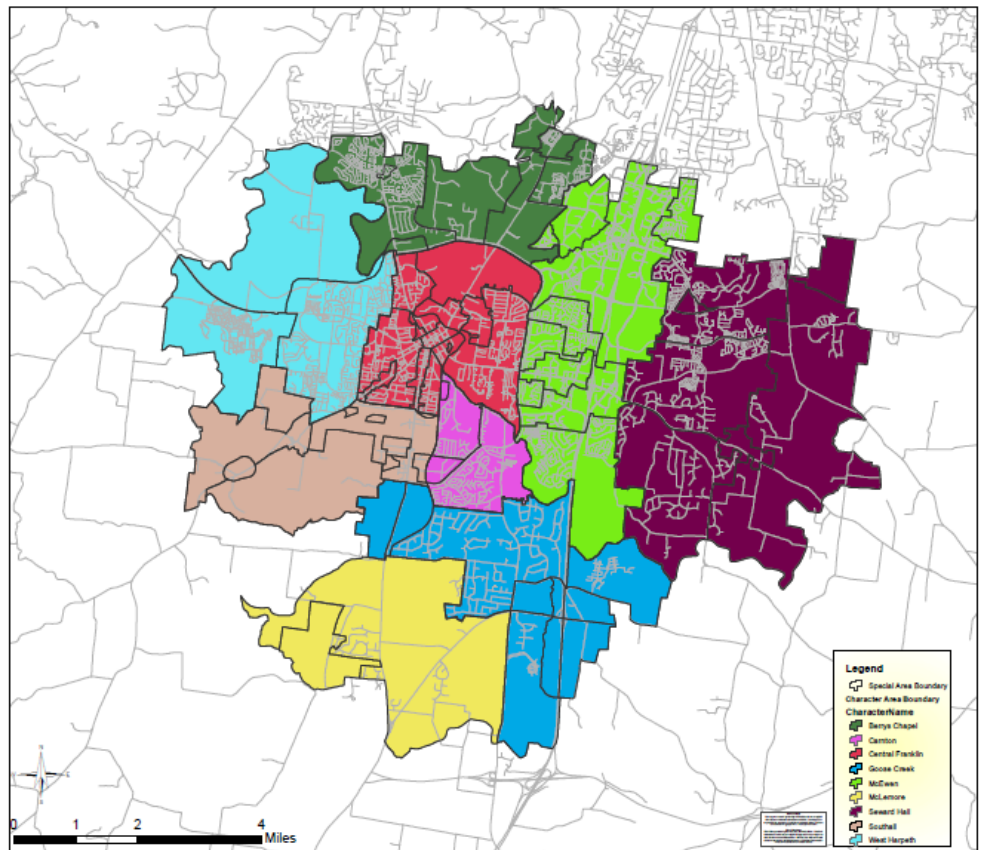 Legend
Special Area Boundary
Character Area Boundary
CharacterName
Berrys Chapel
Carnton
Central Franklin
Goose Creek
McEwen
McLemore
Seward Hall
Southall
West Harpeth
N
0 1 2 4
Miles